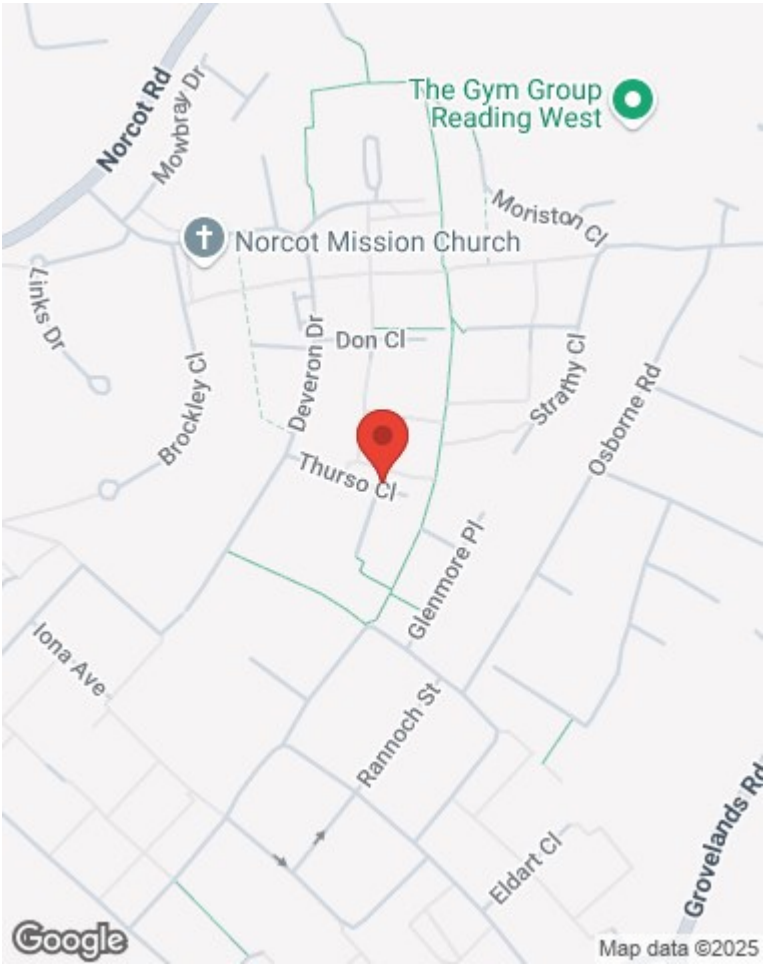 Norcot Rd
Mowbray Dr
The Gym Group
Reading West
Moriston Cl
Norcot Mission Church
Links Dr
Brockley Cl
Deveron Dr
Don Cl
Strathy Cl
Osborne Rd
Thurso Cl
Glenmore Pl
Iona Ave
Rannoch St
Eldart Cl
Grovelands Rd
Google
Map data ©2025